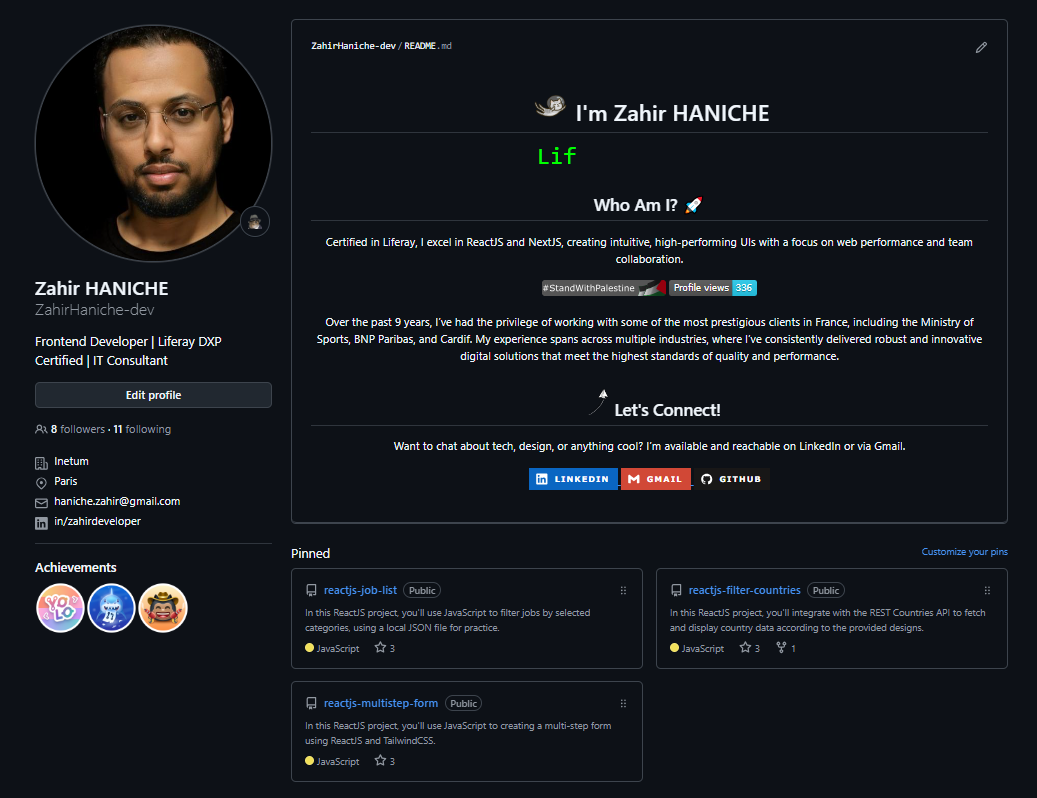 ZahirHaniche-dev/README.md
I'm Zahir HANICHE
Lif
Who Am I?
Certified in Liferay, I excel in ReactJS and NextJS, creating intuitive, high-performing UIs with a focus on web performance and team
collaboration.
#StandWithPalestine Profile views 336
Over the past 9 years, I've had the privilege of working with some of the most prestigious clients in France, including the Ministry of
Sports, BNP Paribas, and Cardif. My experience spans across multiple industries, where I've consistently delivered robust and innovative
digital solutions that meet the highest standards of quality and performance.
Let's Connect!
Want to chat about tech, design, or anything cool? I'm available and reachable on LinkedIn or via Gmail.
LINKEDIN GMAIL GITHUB
Zahir HANICHE
ZahirHaniche-dev
Frontend Developer | Liferay DXP
Certified | IT Consultant
Edit profile
8 followers · 11 following
Inetum
Paris
haniche.zahir@gmail.com
in/zahirdeveloper
Achievements
YOLO
Pinned
Customize your pins
reactjs-job-list Public
In this ReactJS project, you'll use JavaScript to filter jobs by selected
categories, using a local JSON file for practice.
JavaScript 3
reactjs-filter-countries Public
In this ReactJS project, you'll integrate with the REST Countries API to fetch
and display country data according to the provided designs.
JavaScript 3 1
reactjs-multistep-form Public
In this ReactJS project, you'll use JavaScript to creating a multi-step form
using ReactJS and TailwindCSS.
JavaScript 3